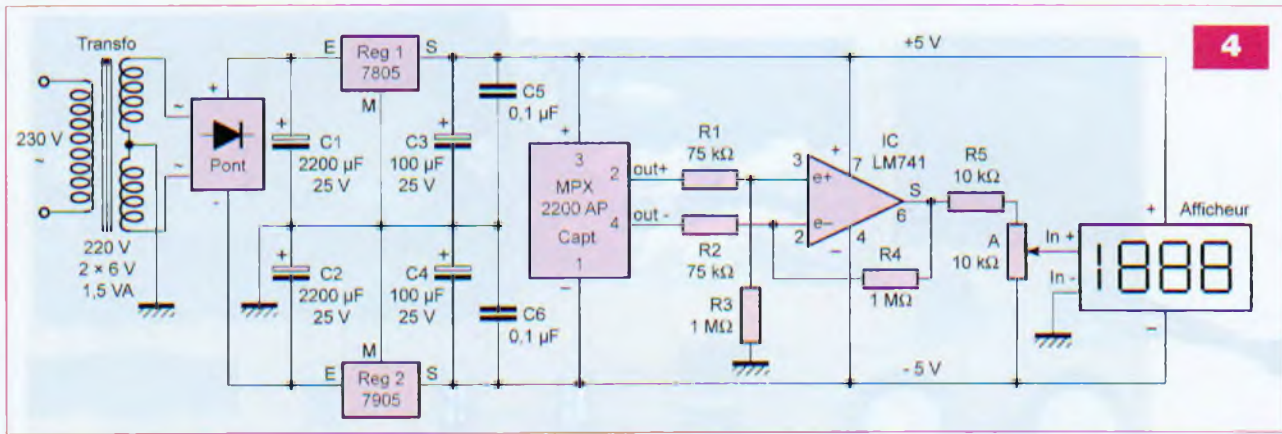 4
Transfo
230 V
~
220 V
2 × 6 V
1,5 VA
~
~
+
Pont
-
+
C1
2200 µF
25 V
+
C2
2200 µF
25 V
E
Reg 1
7805
S
M
+
C3
100 µF
25 V
+
C4
100 µF
25 V
M
E
Reg 2
7905
S
C5
0,1 µF
C6
0,1 µF
+
3
MPX
2200 AP
Capt
2
4
1
–
out+
out -
R1
75 kΩ
R2
75 kΩ
R3
1 MΩ
IC
LM741
+
7
3
e+
e–
2
–
4
S
6
R4
1 MΩ
R5
10 kΩ
A
10 kΩ
+5 V
- 5 V
+
Afficheur
In +
In -
1888
–